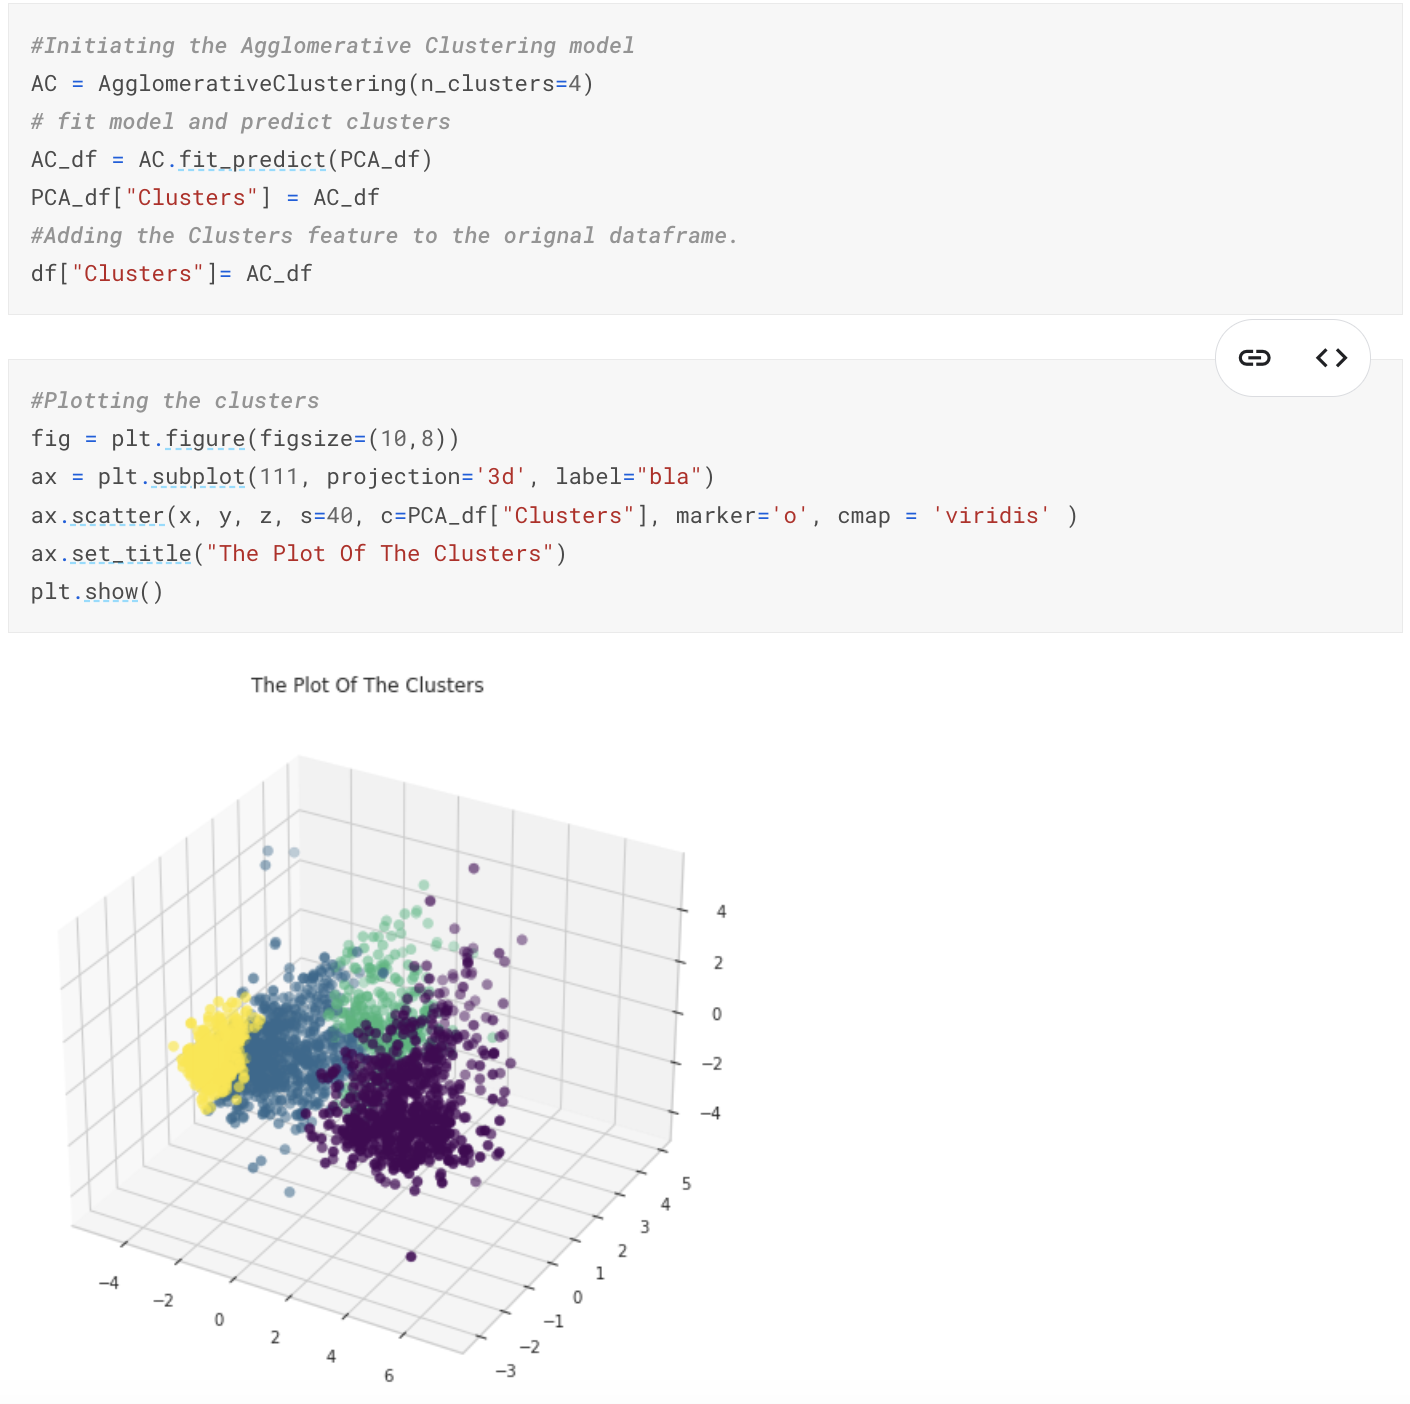 #Initiating the Agglomerative Clustering model
AC = AgglomerativeClustering(n_clusters=4)
# fit model and predict clusters
AC_df = AC.fit_predict(PCA_df)
PCA_df["Clusters"] = AC_df
#Adding the Clusters feature to the orignal dataframe.
df["Clusters"]= AC_df
#Plotting the clusters
fig = plt.figure(figsize=(10,8))
ax = plt.subplot(111, projection='3d', label="bla")
ax.scatter(x, y, z, s=40, c=PCA_df["Clusters"], marker='o', cmap = 'viridis' )
ax.set_title("The Plot Of The Clusters")
plt.show()
The Plot Of The Clusters
4
2
0
−2
−4
5
4
3
2
1
0
−1
−2
−3
−4
−2
0
2
4
6